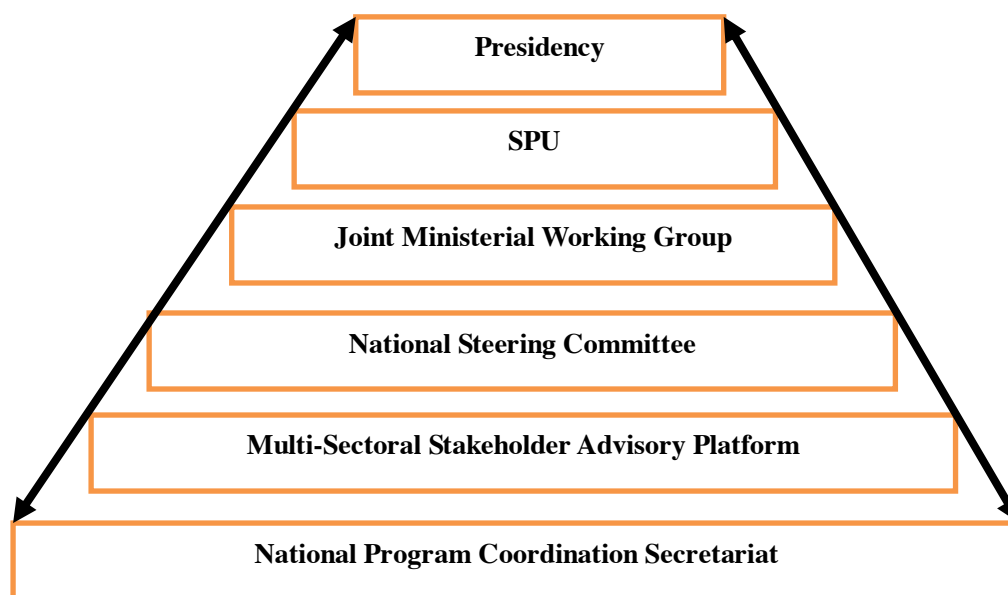 Presidency
SPU
Joint Ministerial Working Group
National Steering Committee
Multi-Sectoral Stakeholder Advisory Platform
National Program Coordination Secretariat